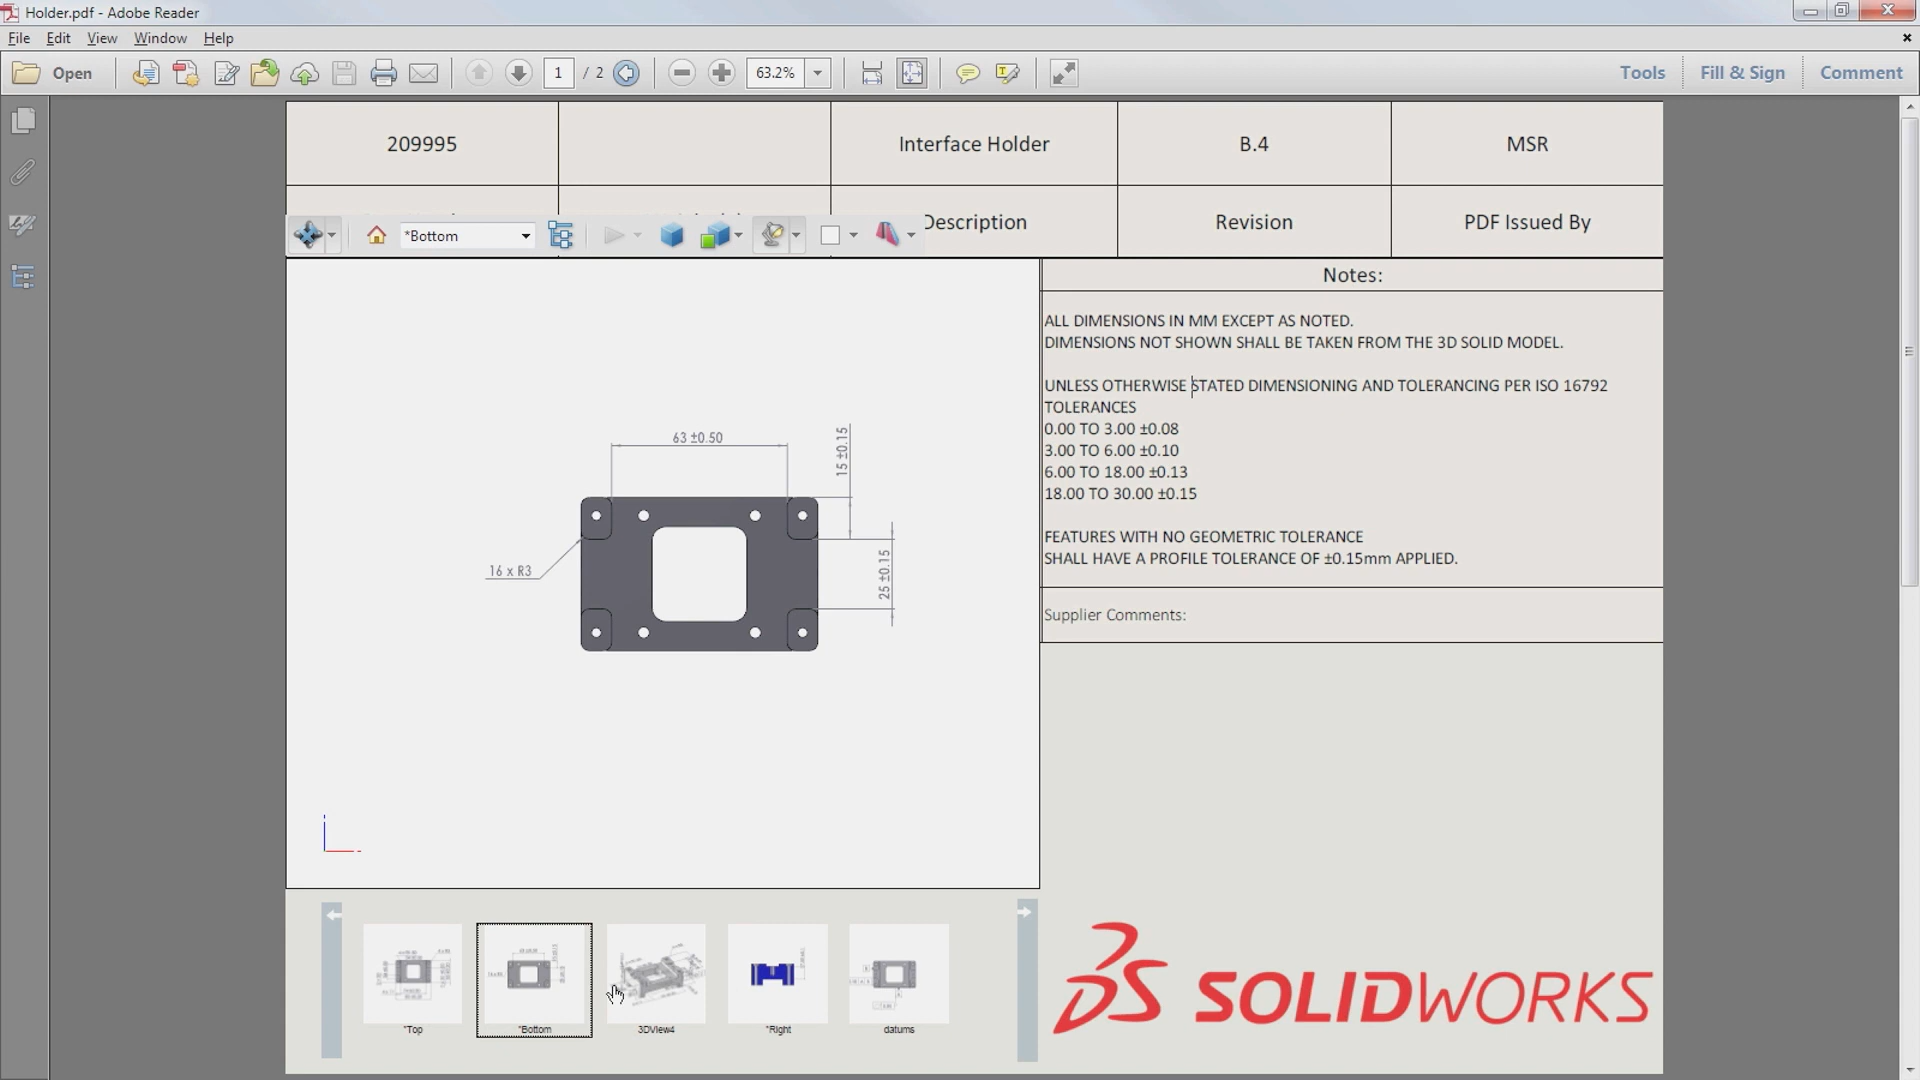 Holder.pdf - Adobe Reader
File Edit View Window Help
Open 1 / 2 63.2% Tools Fill & Sign Comment
209995 Interface Holder B.4 MSR
*Bottom Description Revision PDF Issued By
Notes:
ALL DIMENSIONS IN MM EXCEPT AS NOTED.
DIMENSIONS NOT SHOWN SHALL BE TAKEN FROM THE 3D SOLID MODEL.
UNLESS OTHERWISE STATED DIMENSIONING AND TOLERANCING PER ISO 16792
TOLERANCES
0.00 TO 3.00 ±0.08
3.00 TO 6.00 ±0.10
6.00 TO 18.00 ±0.13
18.00 TO 30.00 ±0.15
FEATURES WITH NO GEOMETRIC TOLERANCE
SHALL HAVE A PROFILE TOLERANCE OF ±0.15mm APPLIED.
Supplier Comments:
63 ±0.50
15 ±0.15
16 x R3
25 ±0.15
*Top *Bottom 3DView4 *Right datums
SOLIDWORKS